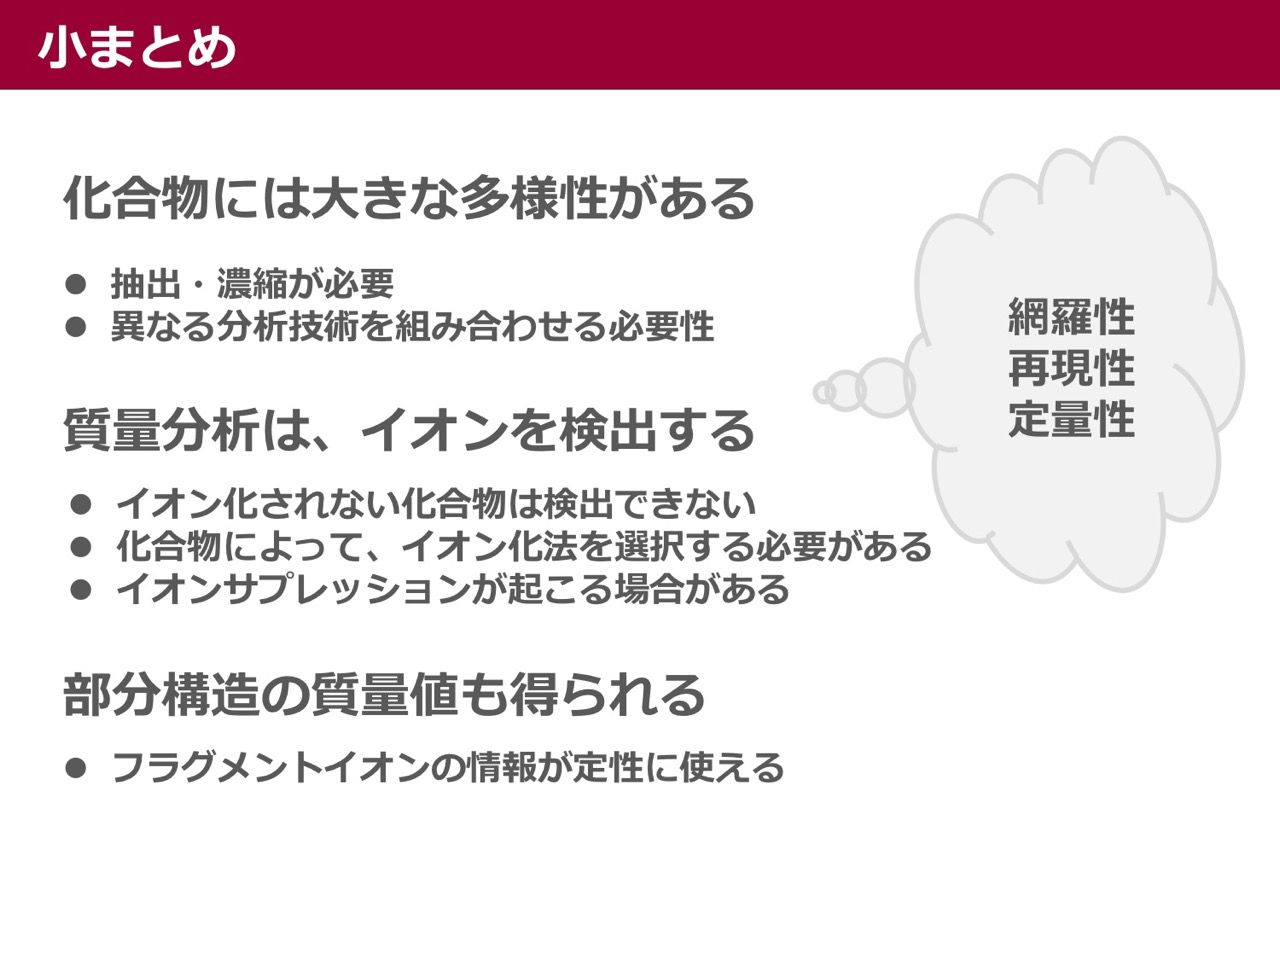 小まとめ
化合物には大きな多様性がある
● 抽出・濃縮が必要
● 異なる分析技術を組み合わせる必要性
質量分析は、イオンを検出する
● イオン化されない化合物は検出できない
● 化合物によって、イオン化法を選択する必要がある
● イオンサプレッションが起こる場合がある
部分構造の質量値も得られる
● フラグメントイオンの情報が定性に使える
網羅性
再現性
定量性